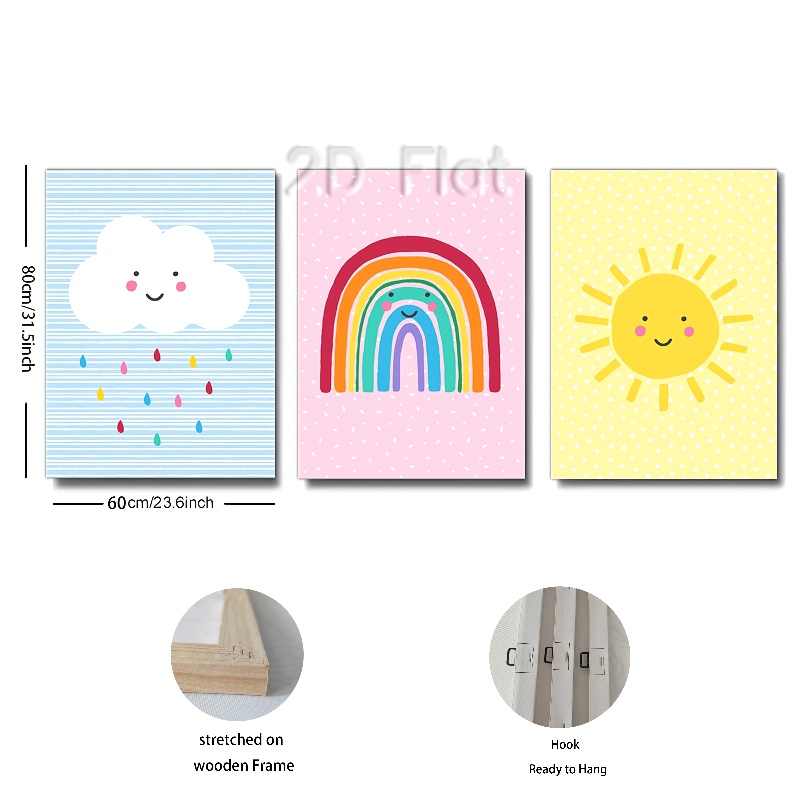 2D Flat
80cm/31.5inch
60cm/23.6inch
stretched on
wooden Frame
Hook
Ready to Hang